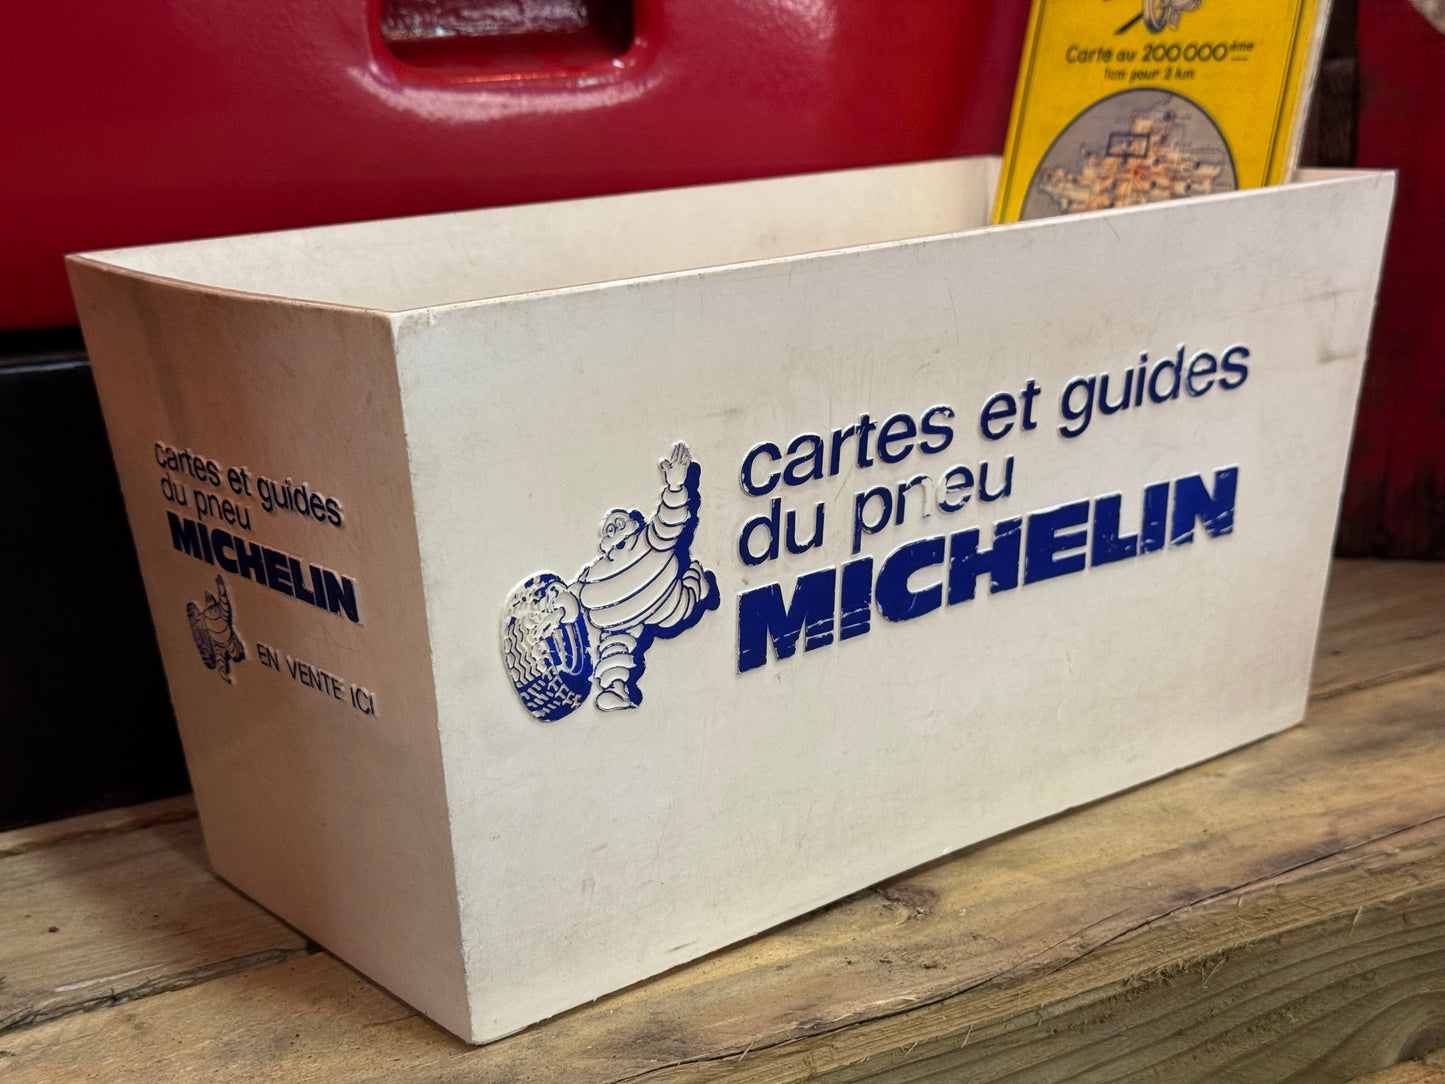 Carte au 200 000ème
1cm pour 2 km
cartes et guides
du pneu
MICHELIN
EN VENTE ICI
cartes et guides
du pneu
MICHELIN